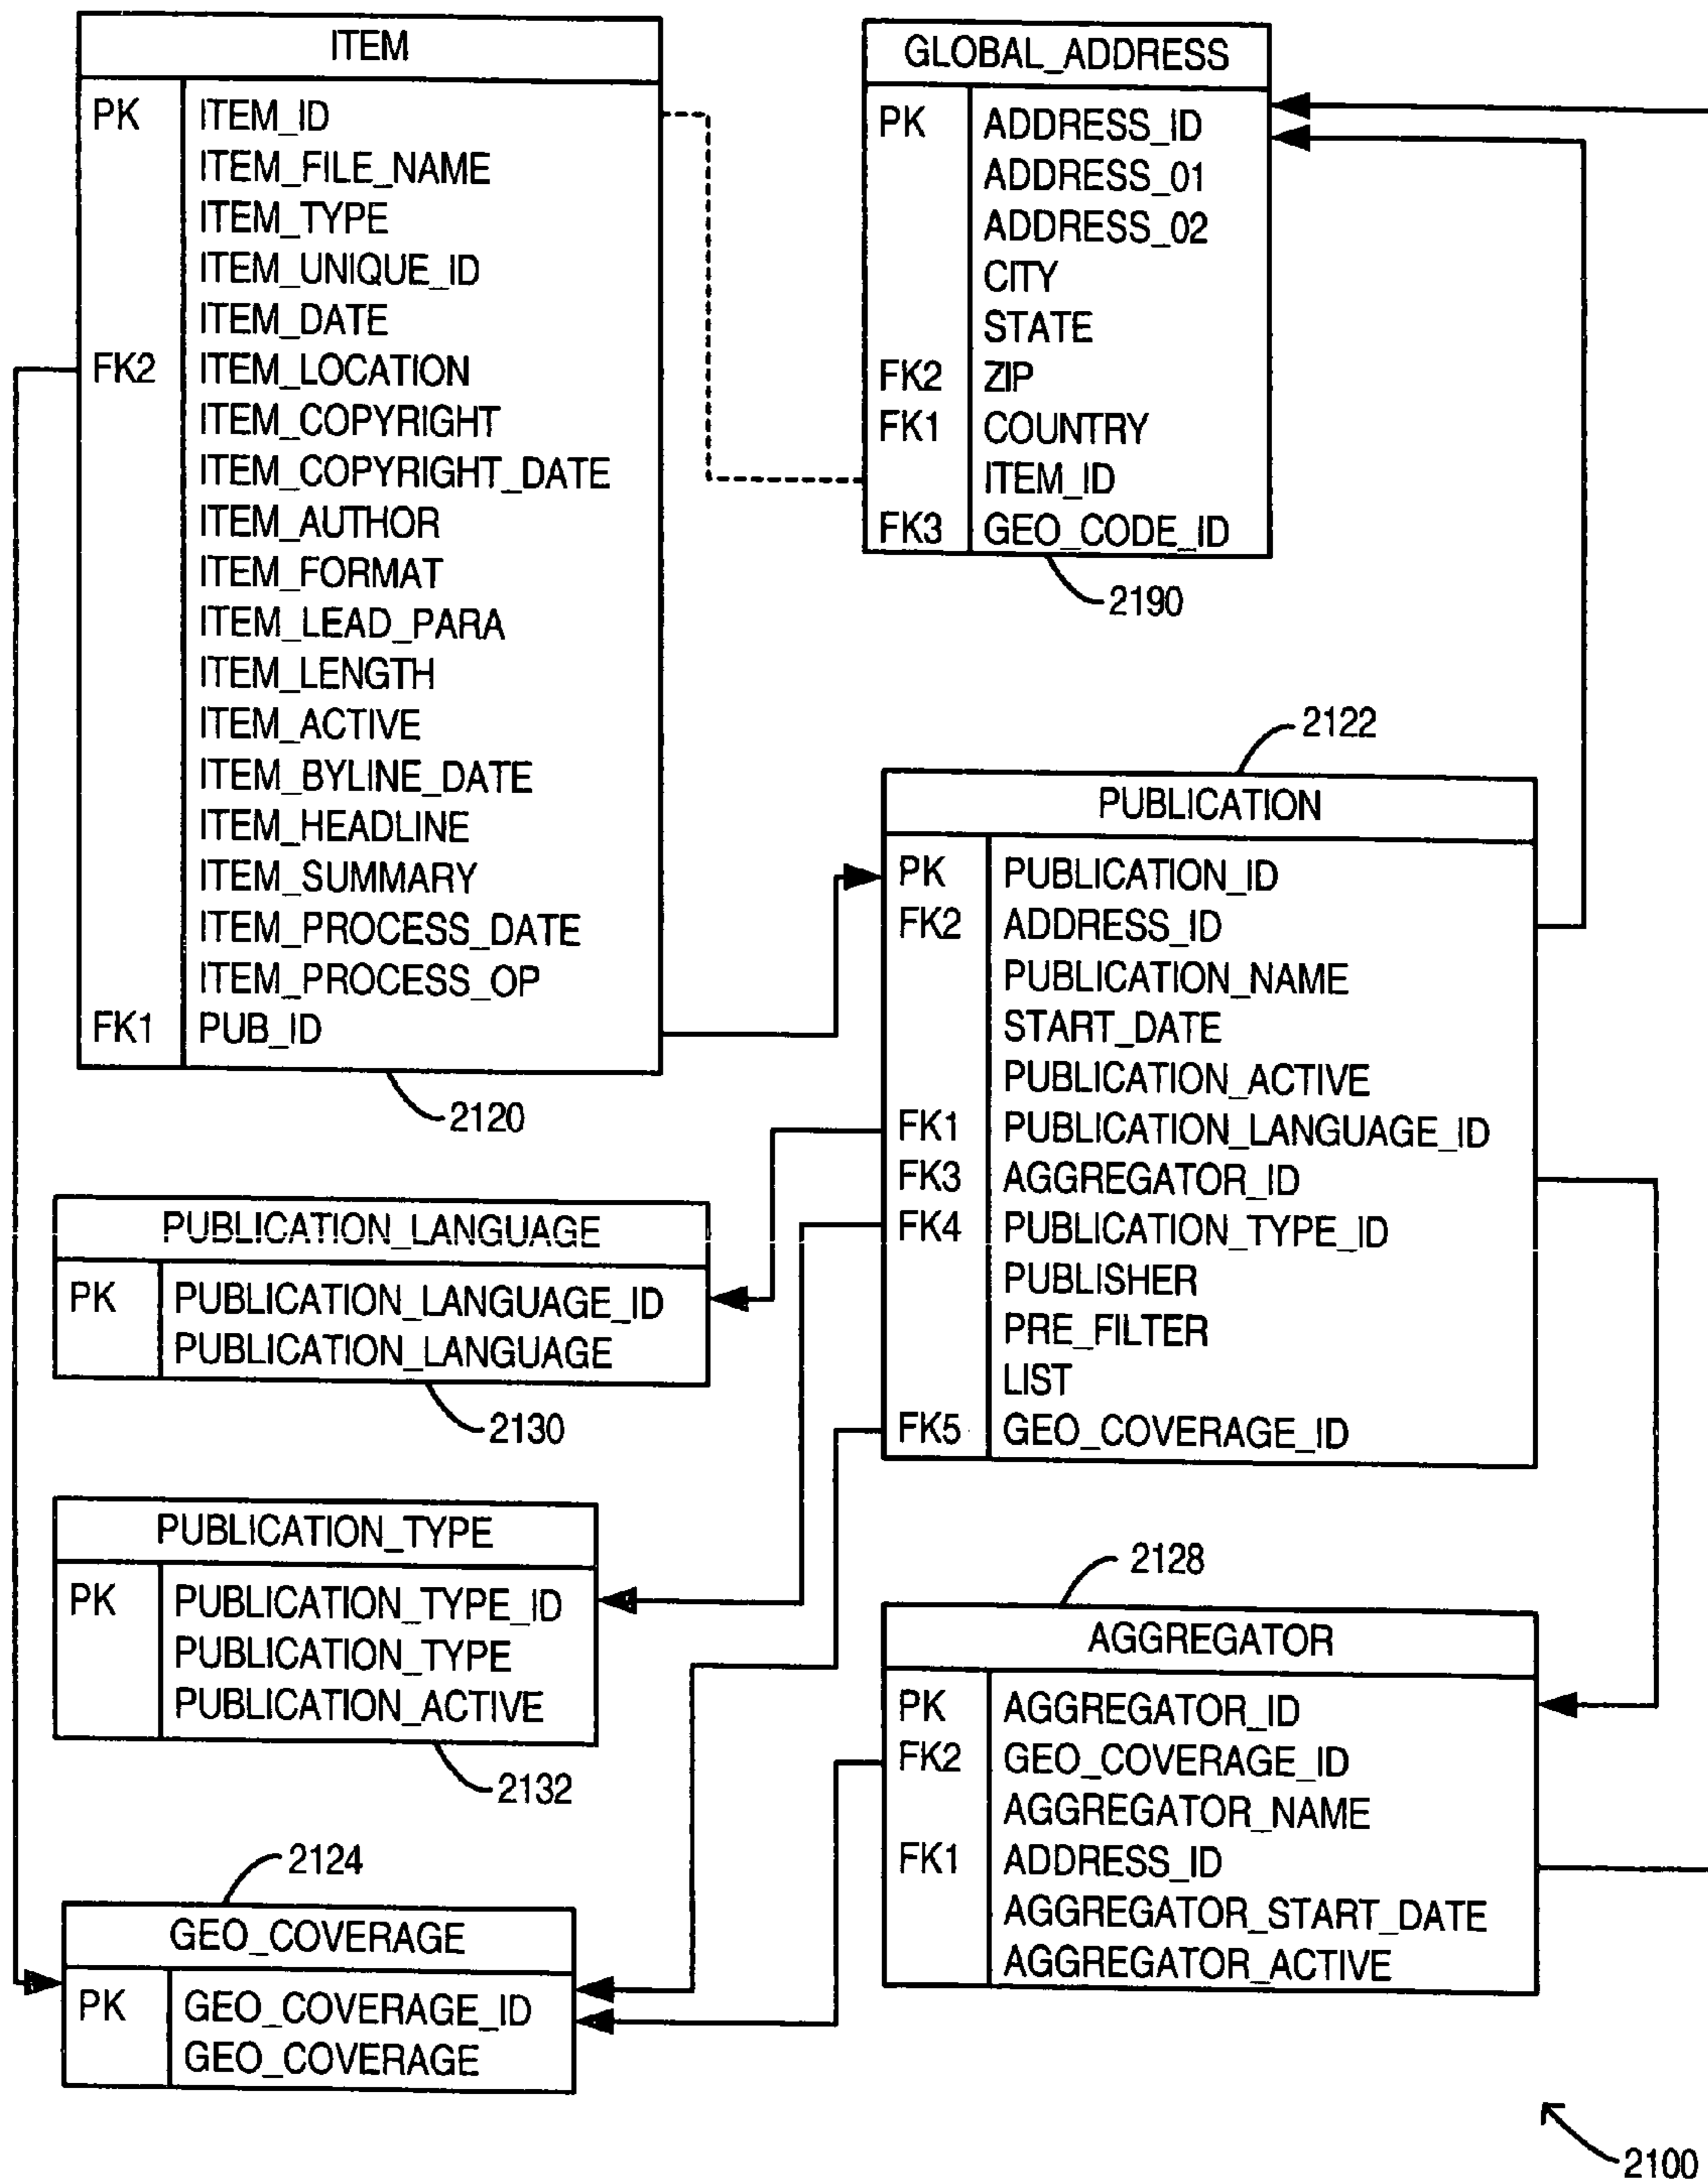 ITEM
PK ITEM_ID
ITEM_FILE_NAME
ITEM_TYPE
ITEM_UNIQUE_ID
ITEM_DATE
FK2 ITEM_LOCATION
ITEM_COPYRIGHT
ITEM_COPYRIGHT_DATE
ITEM_AUTHOR
ITEM_FORMAT
ITEM_LEAD_PARA
ITEM_LENGTH
ITEM_ACTIVE
ITEM_BYLINE_DATE
ITEM_HEADLINE
ITEM_SUMMARY
ITEM_PROCESS_DATE
ITEM_PROCESS_OP
FK1 PUB_ID
2120
GLOBAL_ADDRESS
PK ADDRESS_ID
ADDRESS_01
ADDRESS_02
CITY
STATE
FK2 ZIP
FK1 COUNTRY
ITEM_ID
FK3 GEO_CODE_ID
2190
2122
PUBLICATION
PK PUBLICATION_ID
FK2 ADDRESS_ID
PUBLICATION_NAME
START_DATE
PUBLICATION_ACTIVE
FK1 PUBLICATION_LANGUAGE_ID
FK3 AGGREGATOR_ID
FK4 PUBLICATION_TYPE_ID
PUBLISHER
PRE_FILTER
LIST
FK5 GEO_COVERAGE_ID
PUBLICATION_LANGUAGE
PK PUBLICATION_LANGUAGE_ID
PUBLICATION_LANGUAGE
2130
PUBLICATION_TYPE
PK PUBLICATION_TYPE_ID
PUBLICATION_TYPE
PUBLICATION_ACTIVE
2132
2128
AGGREGATOR
PK AGGREGATOR_ID
FK2 GEO_COVERAGE_ID
AGGREGATOR_NAME
FK1 ADDRESS_ID
AGGREGATOR_START_DATE
AGGREGATOR_ACTIVE
2124
GEO_COVERAGE
PK GEO_COVERAGE_ID
GEO_COVERAGE
2100